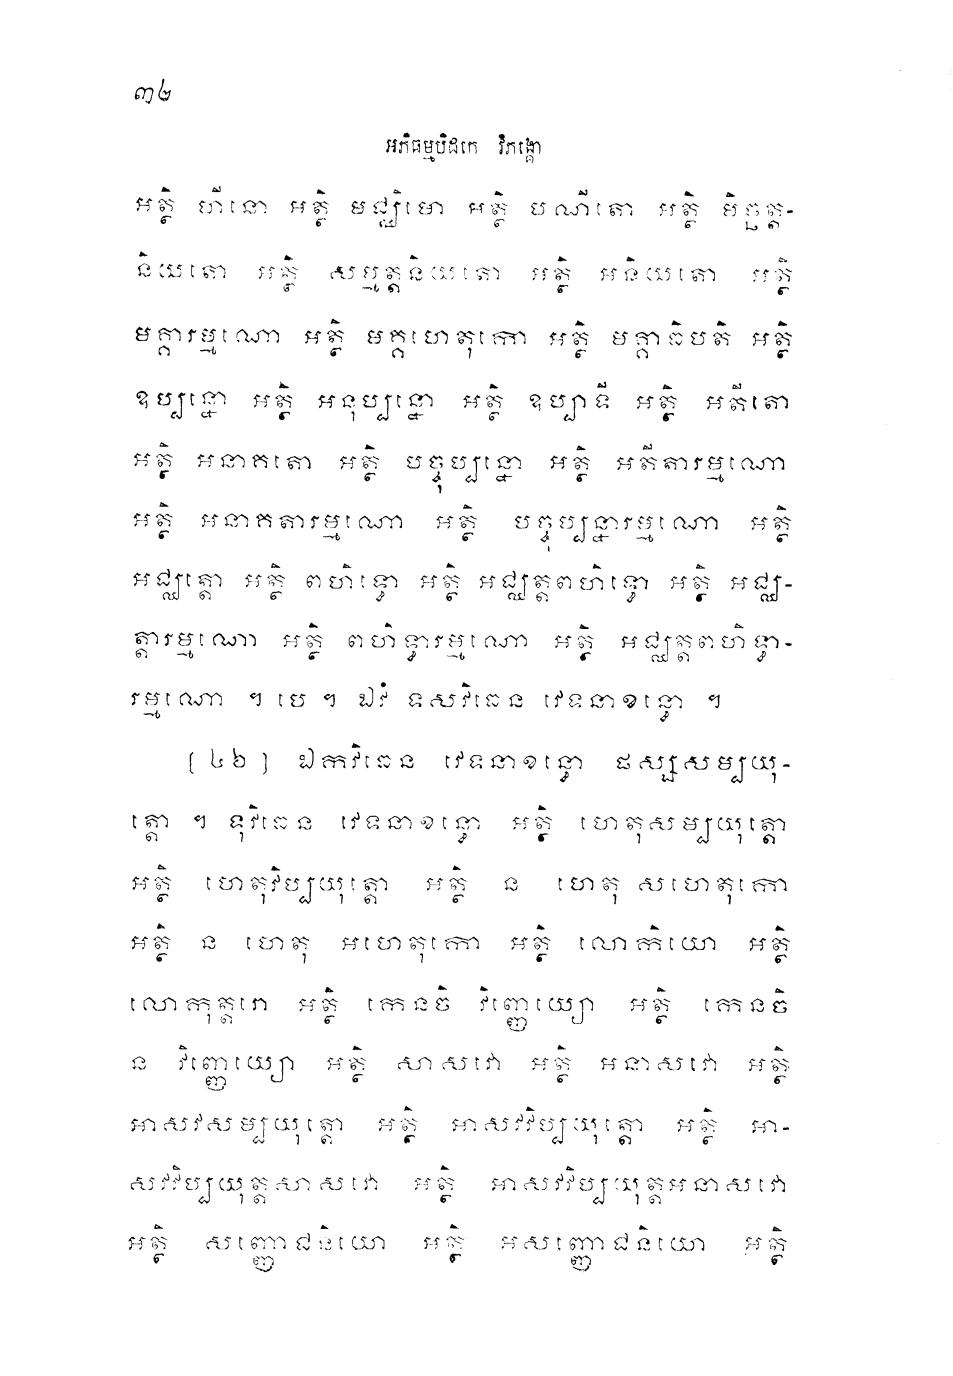 ៣២
អភិធម្មបិដកេ វិភង្គោ
អត្ថិ ហីនោ អត្ថិ មជ្ឈិមោ អត្ថិ បណីតោ អត្ថិ មិច្ឆត្ត-
និយតោ អត្ថិ សម្មត្តនិយតោ អត្ថិ អនិយតោ អត្ថិ
មគ្គារម្មណោ អត្ថិ មគ្គហេតុកោ អត្ថិ មគ្គាធិបតិ អត្ថិ
ឧប្បន្នោ អត្ថិ អនុប្បន្នោ អត្ថិ ឧប្បាទី អត្ថិ អតីតោ
អត្ថិ អនាគតោ អត្ថិ បច្ចុប្បន្នោ អត្ថិ អតីតារម្មណោ
អត្ថិ អនាគតារម្មណោ អត្ថិ បច្ចុប្បន្នារម្មណោ អត្ថិ
អជ្ឈត្តោ អត្ថិ ពហិទ្ធោ អត្ថិ អជ្ឈត្តពហិទ្ធោ អត្ថិ អជ្ឈ-
ត្តារម្មណោ អត្ថិ ពហិទ្ធារម្មណោ អត្ថិ អជ្ឈត្តពហិទ្ធា-
រម្មណោ ។ បេ ។ ឯវំ ទសវិធេន វេទនាខន្ធោ ។
[៤៦] ឯកវិធេន វេទនាខន្ធោ ផស្សសម្បយុ-
ត្តោ ។ ទុវិធេន វេទនាខន្ធោ អត្ថិ ហេតុសម្បយុត្តោ
អត្ថិ ហេតុវិប្បយុត្តោ អត្ថិ ន ហេតុ សហេតុកោ
អត្ថិ ន ហេតុ អហេតុកោ អត្ថិ លោកិយោ អត្ថិ
លោកុត្តរោ អត្ថិ កេនចិ វិញ្ញេយ្យោ អត្ថិ កេនចិ
ន វិញ្ញេយ្យោ អត្ថិ សាសវោ អត្ថិ អនាសវោ អត្ថិ
អាសវសម្បយុត្តោ អត្ថិ អាសវវិប្បយុត្តោ អត្ថិ អា-
សវវិប្បយុត្តសាសវោ អត្ថិ អាសវវិប្បយុត្តអនាសវោ
អត្ថិ សញ្ញោជនិយោ អត្ថិ អសញ្ញោជនិយោ អត្ថិ